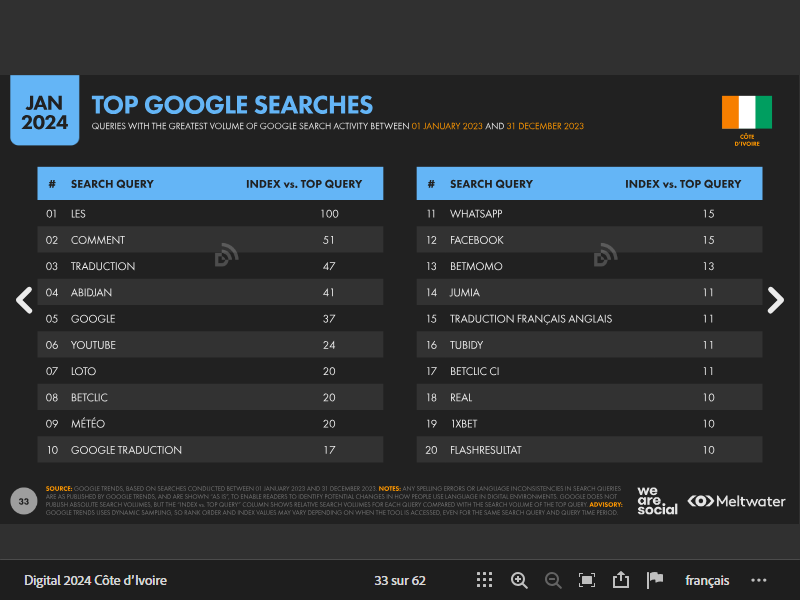 JAN
2024
TOP GOOGLE SEARCHES
QUERIES WITH THE GREATEST VOLUME OF GOOGLE SEARCH ACTIVITY BETWEEN 01 JANUARY 2023 AND 31 DECEMBER 2023
CÔTE
D'IVOIRE
# SEARCH QUERY INDEX vs. TOP QUERY
01 LES 100
02 COMMENT 51
03 TRADUCTION 47
04 ABIDJAN 41
05 GOOGLE 37
06 YOUTUBE 24
07 LOTO 20
08 BETCLIC 20
09 MÉTÉO 20
10 GOOGLE TRADUCTION 17
# SEARCH QUERY INDEX vs. TOP QUERY
11 WHATSAPP 15
12 FACEBOOK 15
13 BETMOMO 13
14 JUMIA 11
15 TRADUCTION FRANÇAIS ANGLAIS 11
16 TUBIDY 11
17 BETCLIC CI 11
18 REAL 10
19 1XBET 10
20 FLASHRESULTAT 10
33
SOURCE: GOOGLE TRENDS, BASED ON SEARCHES CONDUCTED BETWEEN 01 JANUARY 2023 AND 31 DECEMBER 2023. NOTES: ANY SPELLING ERRORS OR LANGUAGE INCONSISTENCIES IN SEARCH QUERIES
ARE AS PUBLISHED BY GOOGLE TRENDS, AND ARE SHOWN "AS IS", TO ENABLE READERS TO IDENTIFY POTENTIAL CHANGES IN HOW PEOPLE USE LANGUAGE IN DIGITAL ENVIRONMENTS. GOOGLE DOES NOT
PUBLISH ABSOLUTE SEARCH VOLUMES, BUT THE "INDEX vs. TOP QUERY" COLUMN SHOWS RELATIVE SEARCH VOLUMES FOR EACH QUERY COMPARED WITH THE SEARCH VOLUME OF THE TOP QUERY. ADVISORY:
GOOGLE TRENDS USES DYNAMIC SAMPLING, SO RANK ORDER AND INDEX VALUES MAY VARY DEPENDING ON WHEN THE TOOL IS ACCESSED, EVEN FOR THE SAME SEARCH QUERY AND QUERY TIME PERIOD.
we
are.
social
Meltwater
Digital 2024 Côte d'Ivoire
33 sur 62
français